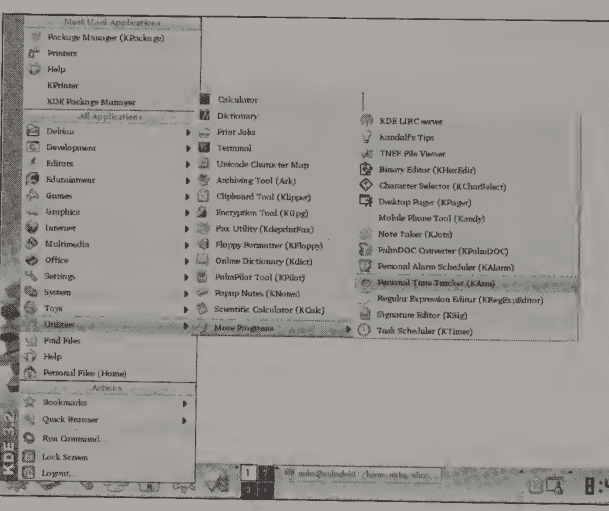 Most Used Applications
Package Manager (KPackage)
Printers
Help
KPrinter
KDE Package Manager
All Applications
Debian
Development
Editors
Edutainment
Games
Graphics
Internet
Multimedia
Office
Settings
System
Toys
Utilities
Find Files
Help
Personal Files (Home)
Actions
Bookmarks
Quick Browser
Run Command...
Lock Screen
Logout...
KDE 3.2
Calculator
Dictionary
Print Jobs
Terminal
Unicode Character Map
Archiving Tool (Ark)
Clipboard Tool (Klipper)
Encryption Tool (KGpg)
Fax Utility (KdeprintFax)
Floppy Formatter (KFloppy)
Online Dictionary (Kdict)
PalmPilot Tool (KPilot)
Popup Notes (KNotes)
Scientific Calculator (KCalc)
More Programs
KDE LIRC server
Kandalf's Tips
TNEF File Viewer
Binary Editor (KHexEdit)
Character Selector (KCharSelect)
Desktop Pager (KPager)
Mobile Phone Tool (Kandy)
Note Taker (KJots)
PalmDOC Converter (KPalmDOC)
Personal Alarm Scheduler (KAlarm)
Personal Time Tracker (KArm)
Regular Expression Editor (KRegExpEditor)
Signature Editor (KSig)
Task Scheduler (KTimer)
1